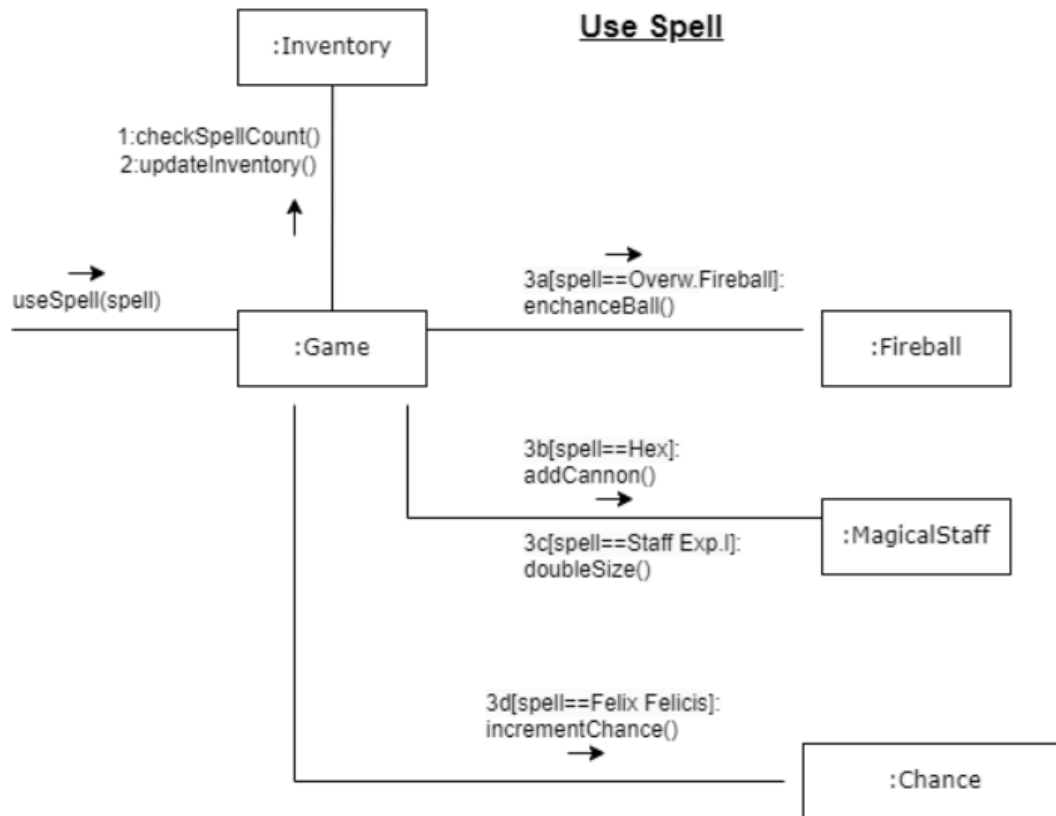 Use Spell
:Inventory
1:checkSpellCount()
2:updateInventory()
useSpell(spell)
:Game
3a[spell==Overw.Fireball]:
enchanceBall()
:Fireball
3b[spell==Hex]:
addCannon()
:MagicalStaff
3c[spell==Staff Exp.l]:
doubleSize()
3d[spell==Felix Felicis]:
incrementChance()
:Chance